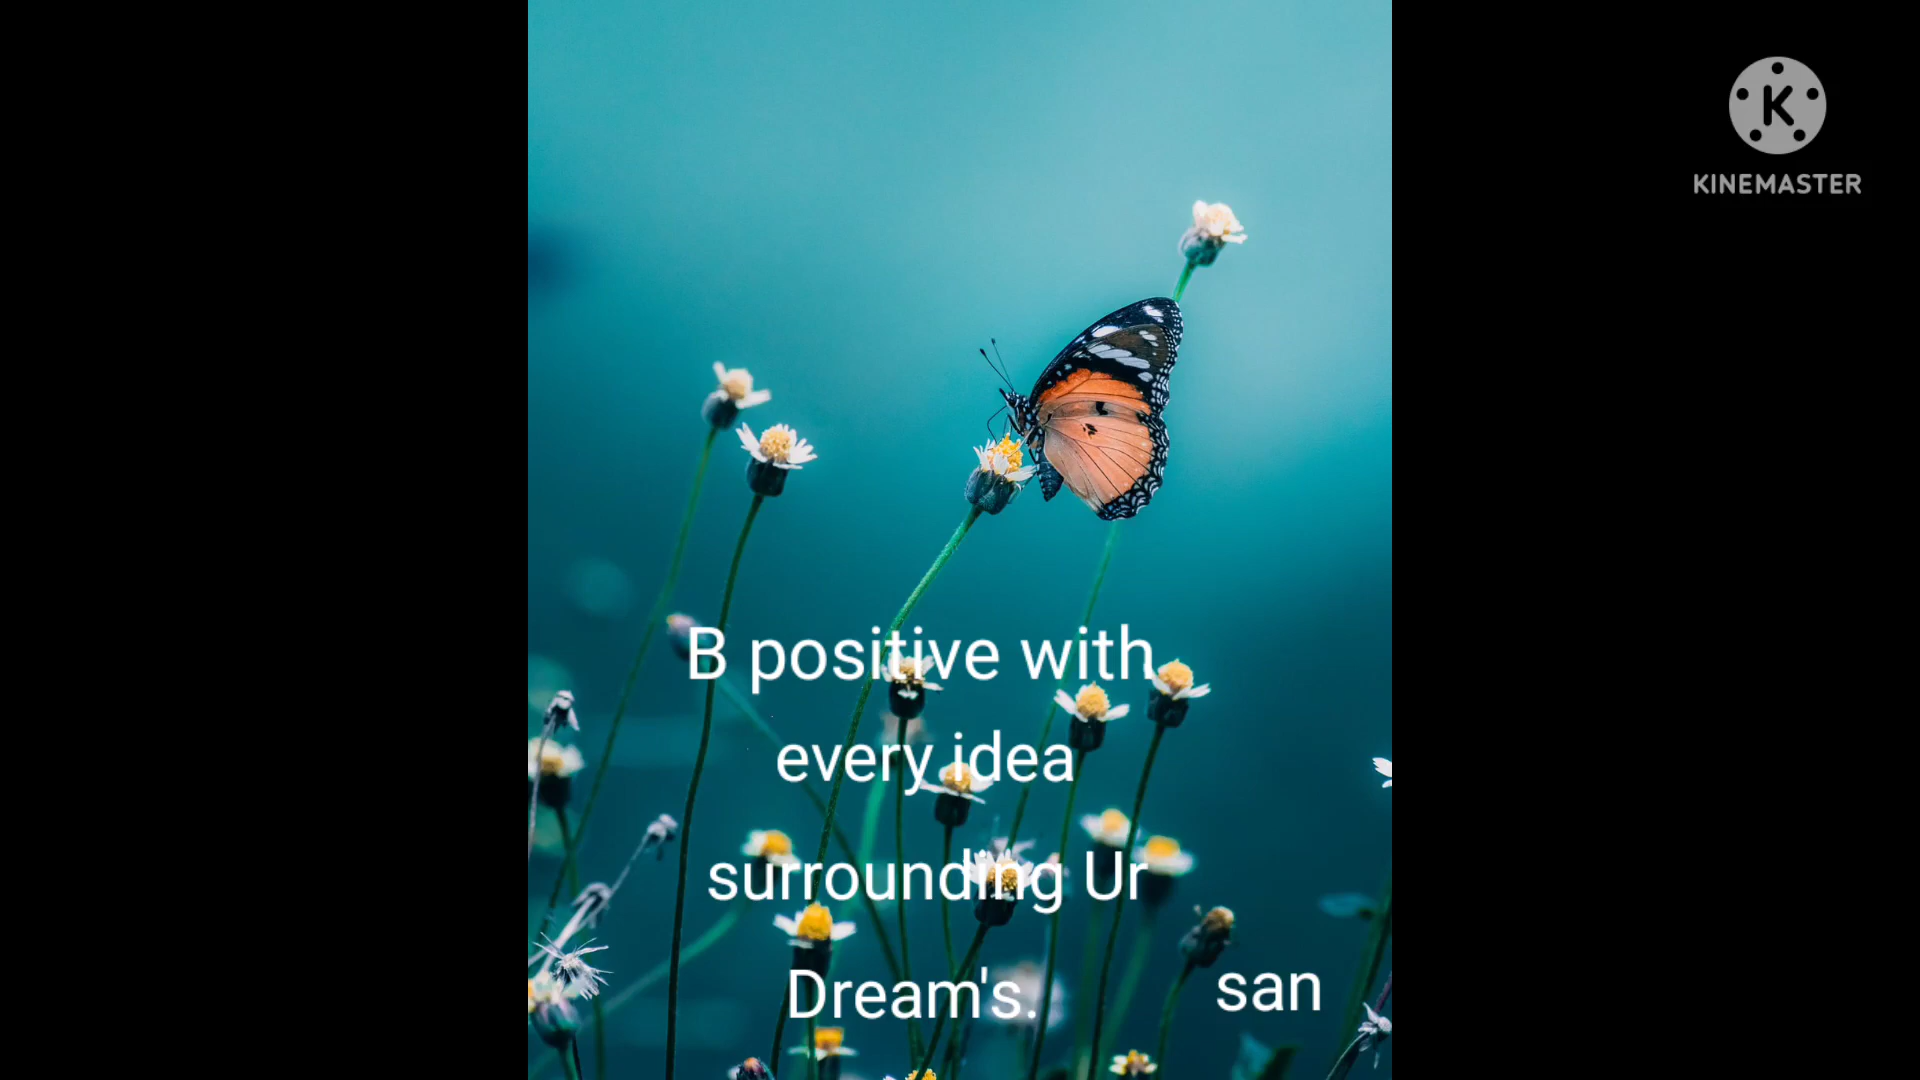 K
KINEMASTER
B positive with
every idea
surrounding Ur
Dream's.
san